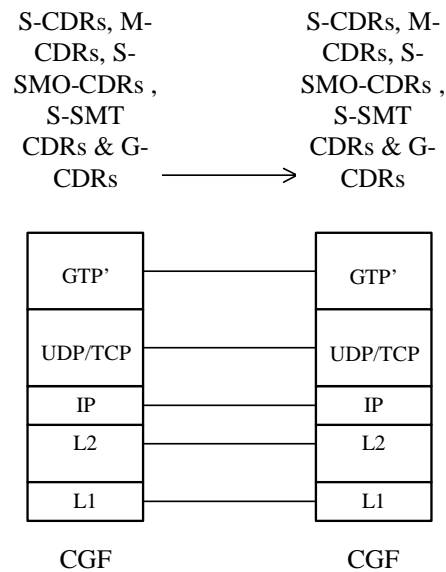 S-CDRs, M-
CDRs, S-
SMO-CDRs ,
S-SMT
CDRs & G-
CDRs
S-CDRs, M-
CDRs, S-
SMO-CDRs ,
S-SMT
CDRs & G-
CDRs
GTP’
GTP’
UDP/TCP
UDP/TCP
IP
IP
L2
L2
L1
L1
CGF
CGF